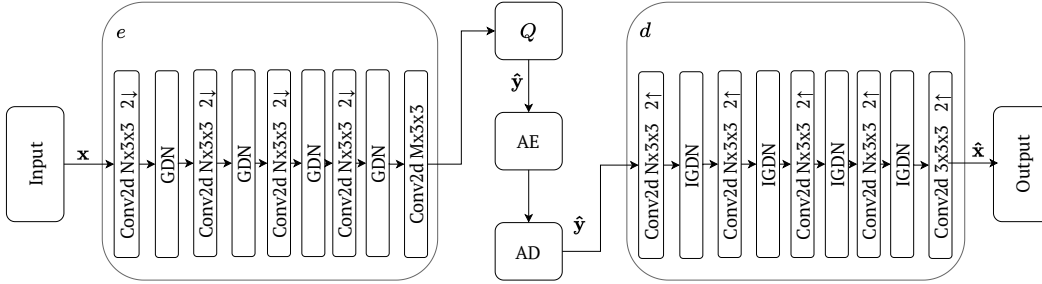 Input
x
e
Conv2d Nx3x3 2↓
GDN
Conv2d Nx3x3 2↓
GDN
Conv2d Nx3x3 2↓
GDN
Conv2d Nx3x3 2↓
GDN
Conv2d Mx3x3
Q
ŷ
AE
AD
ŷ
d
Conv2d Nx3x3 2↑
IGDN
Conv2d Nx3x3 2↑
IGDN
Conv2d Nx3x3 2↑
IGDN
Conv2d Nx3x3 2↑
IGDN
Conv2d 3x3x3 2↑
x̂
Output